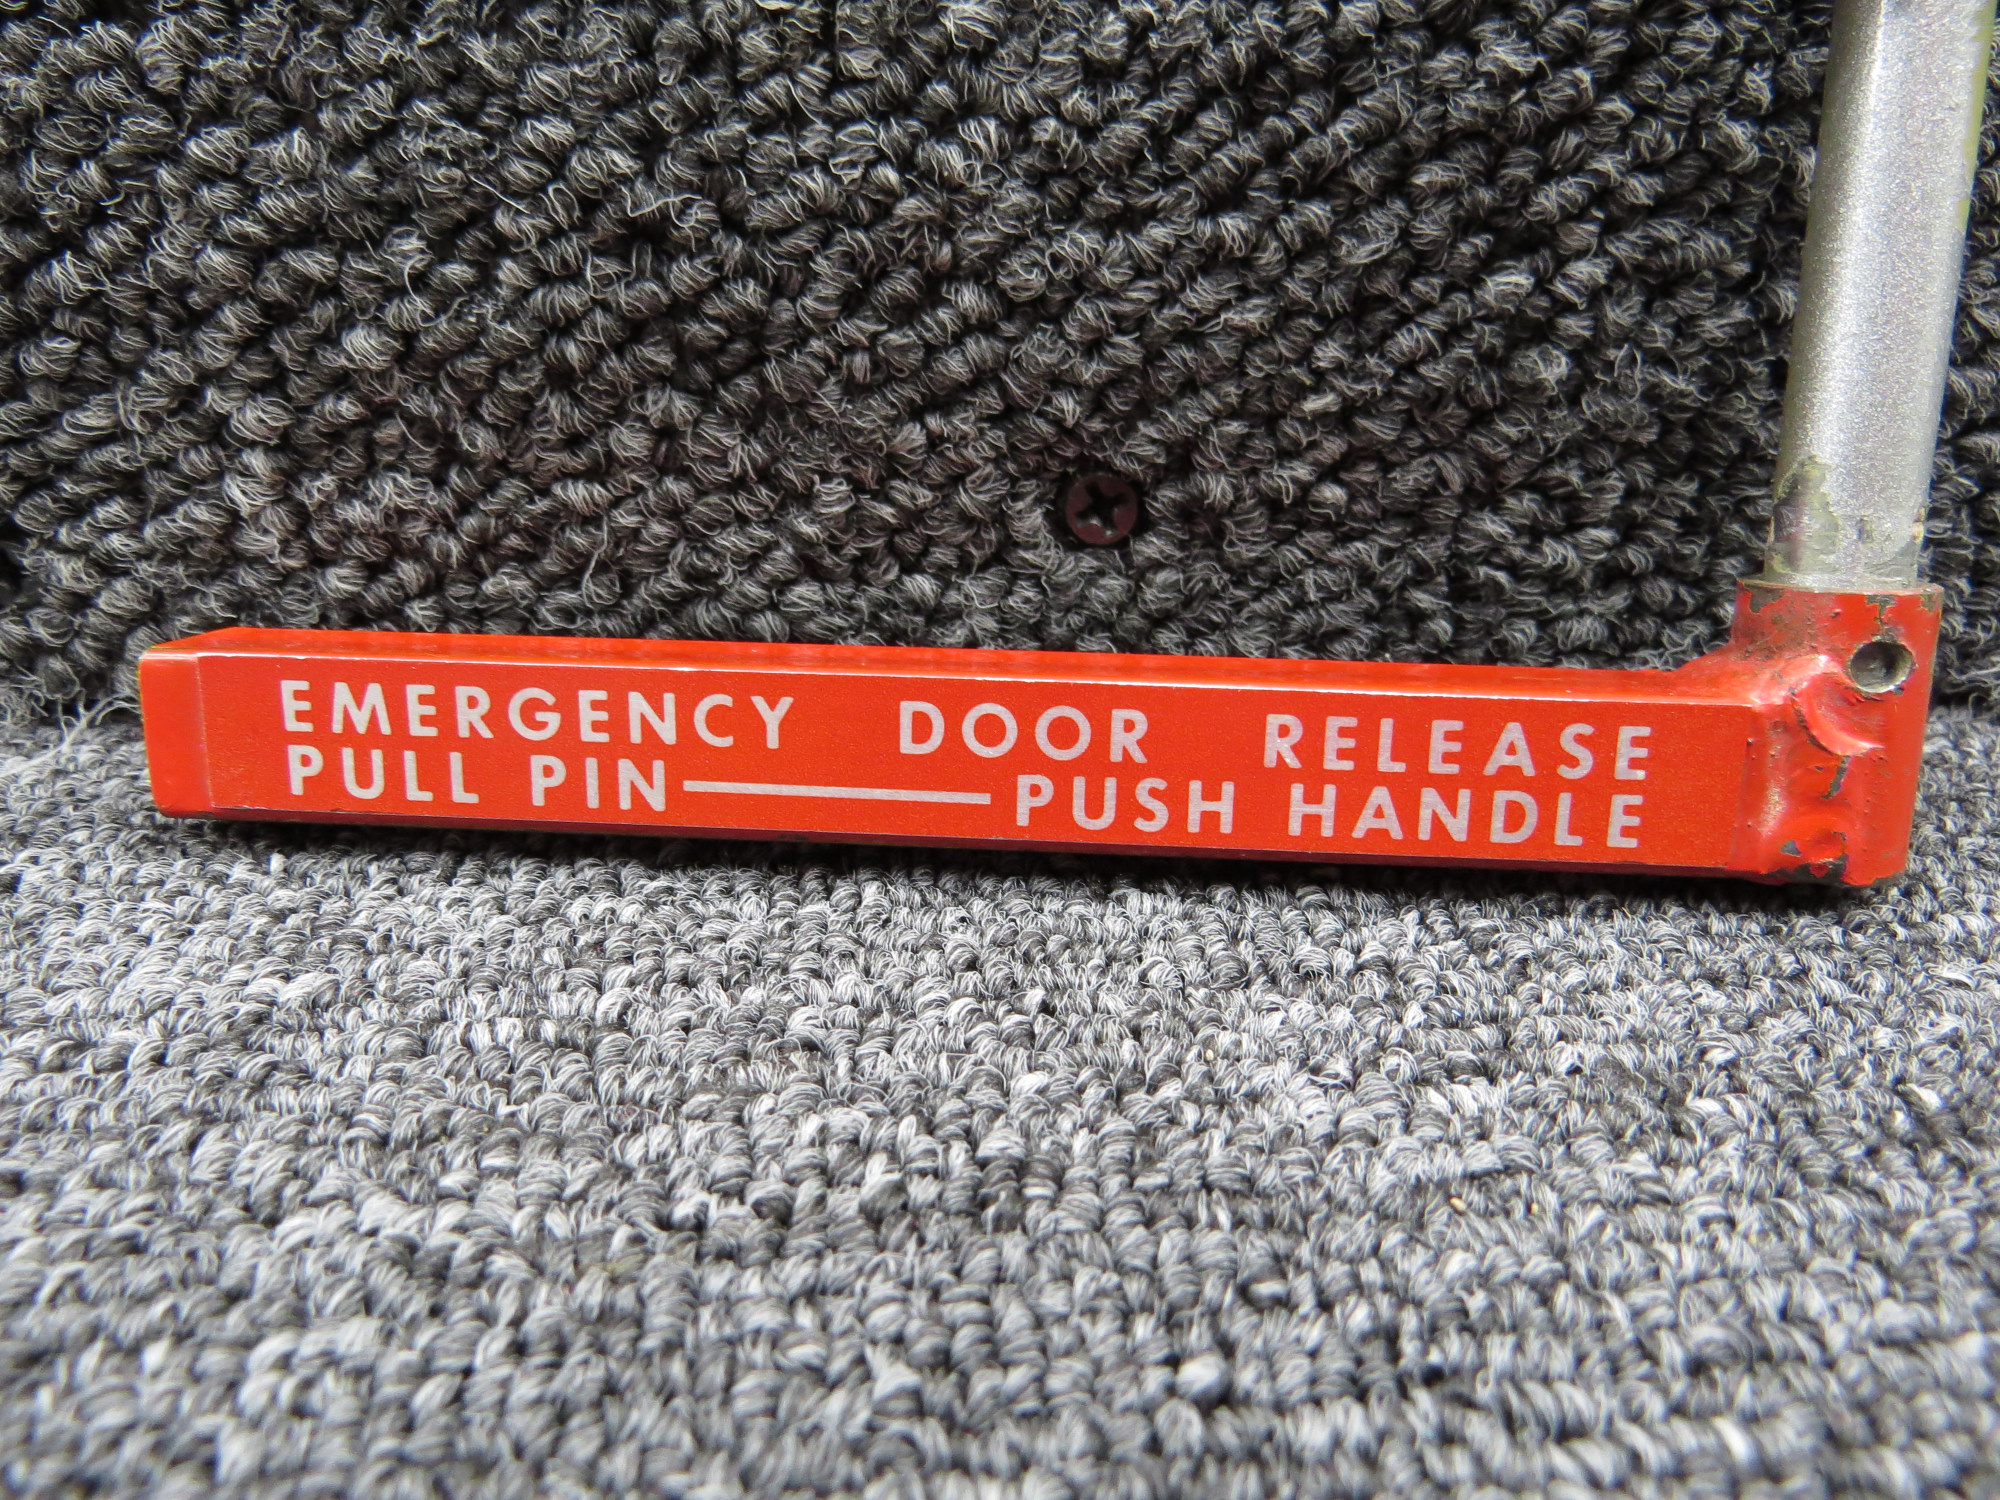 EMERGENCY DOOR RELEASE
PULL PIN — PUSH HANDLE